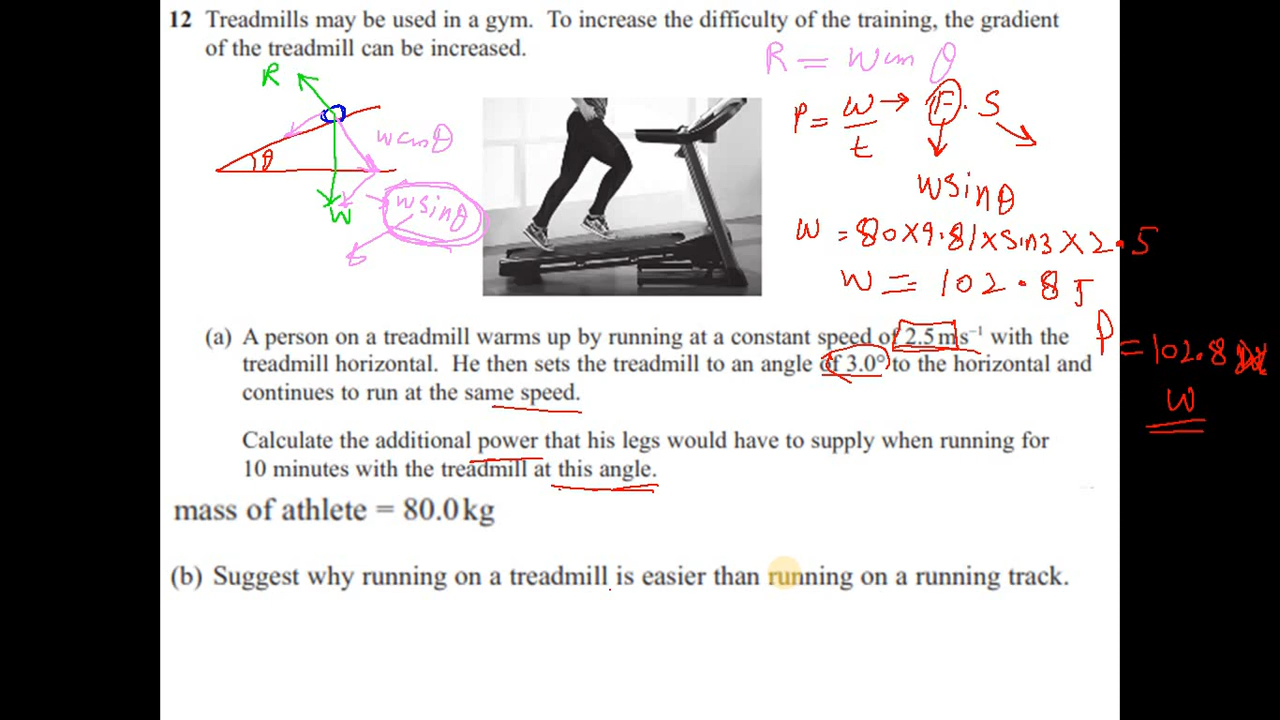 12 Treadmills may be used in a gym. To increase the difficulty of the training, the gradient
of the treadmill can be increased.
R = W cos θ
R
P = W/t → F. S
W cos θ
θ
W sin θ
W
W sin θ
W = 80×9.81×sin3×2.5
W = 102.8 J
(a) A person on a treadmill warms up by running at a constant speed of 2.5 m s⁻¹ with the
treadmill horizontal. He then sets the treadmill to an angle of 3.0° to the horizontal and
continues to run at the same speed.
P = 102.8
W
Calculate the additional power that his legs would have to supply when running for
10 minutes with the treadmill at this angle.
mass of athlete = 80.0 kg
(b) Suggest why running on a treadmill is easier than running on a running track.